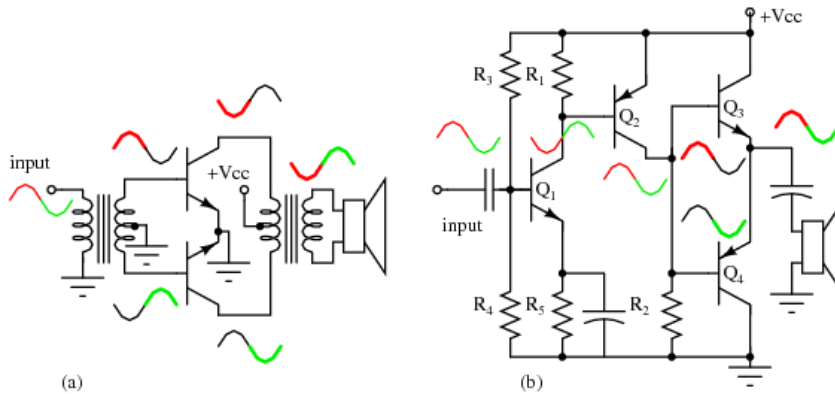 input
+Vcc
(a)
+Vcc
R3
R1
Q2
Q3
Q1
input
Q4
R4
R5
R2
(b)